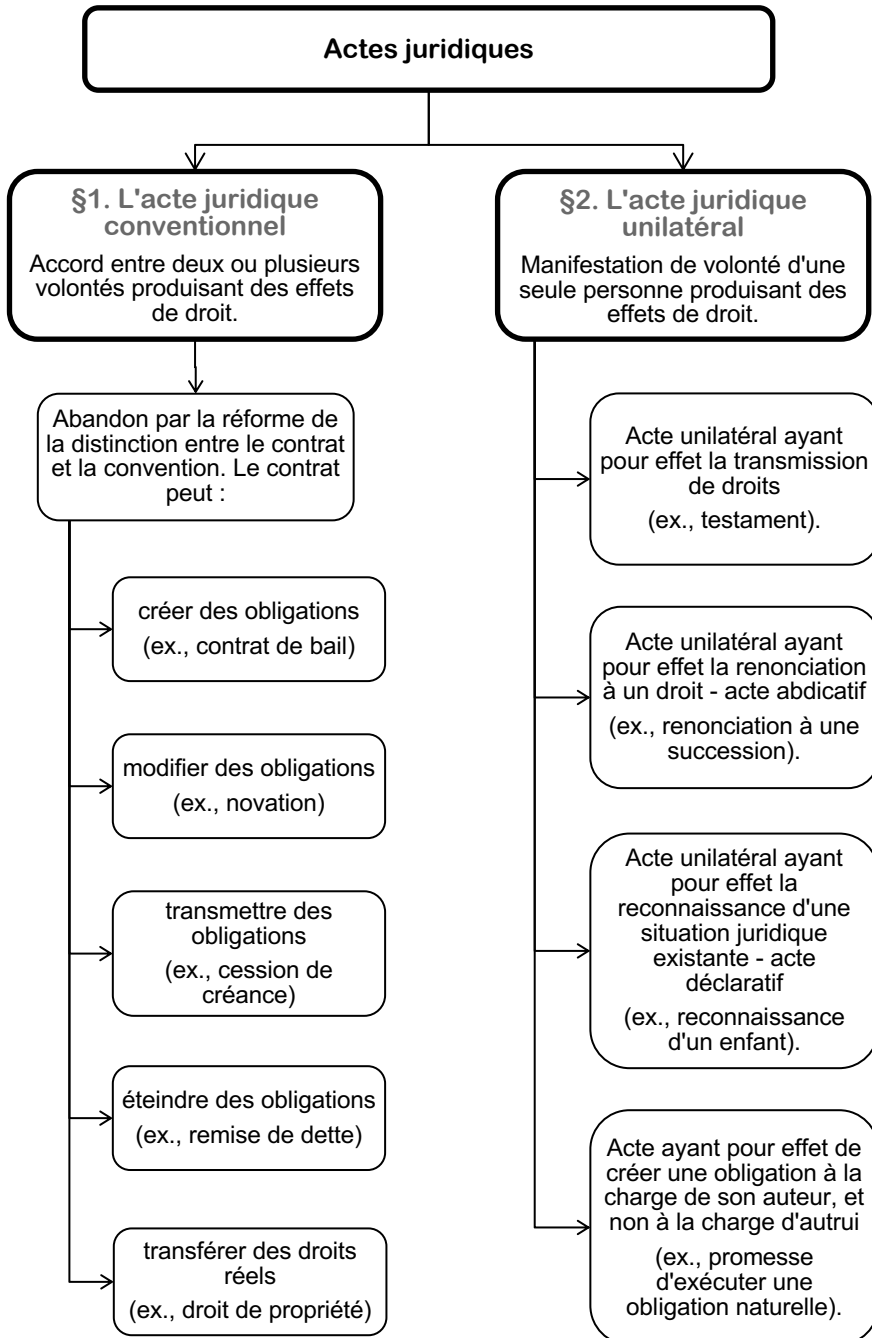 Actes juridiques
§1. L'acte juridique
conventionnel
Accord entre deux ou plusieurs
volontés produisant des effets
de droit.
Abandon par la réforme de
la distinction entre le contrat
et la convention. Le contrat
peut :
créer des obligations
(ex., contrat de bail)
modifier des obligations
(ex., novation)
transmettre des
obligations
(ex., cession de
créance)
éteindre des obligations
(ex., remise de dette)
transférer des droits
réels
(ex., droit de propriété)
§2. L'acte juridique
unilatéral
Manifestation de volonté d'une
seule personne produisant des
effets de droit.
Acte unilatéral ayant
pour effet la transmission
de droits
(ex., testament).
Acte unilatéral ayant
pour effet la renonciation
à un droit - acte abdicatif
(ex., renonciation à une
succession).
Acte unilatéral ayant
pour effet la
reconnaissance d'une
situation juridique
existante - acte
déclaratif
(ex., reconnaissance
d'un enfant).
Acte ayant pour effet de
créer une obligation à la
charge de son auteur, et
non à la charge d'autrui
(ex., promesse
d'exécuter une
obligation naturelle).